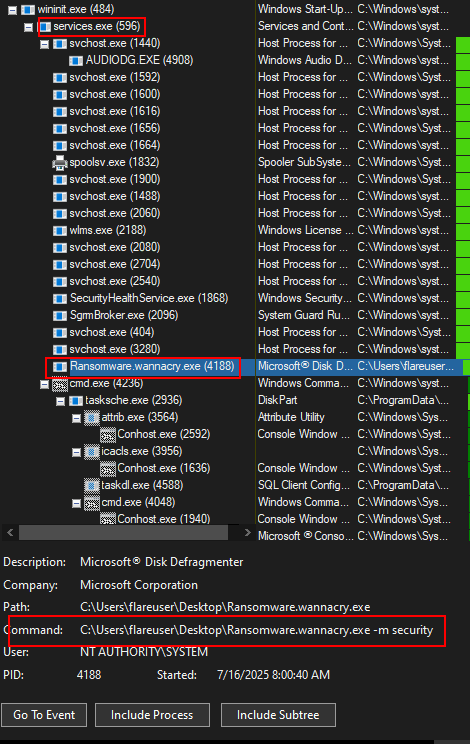 wininit.exe (484) Windows Start-Up... C:\Windows\syst...
services.exe (596) Services and Cont... C:\Windows\syst...
svchost.exe (1440) Host Process for ... C:\Windows\syst...
AUDIODG.EXE (4908) Windows Audio D... C:\Windows\syst...
svchost.exe (1592) Host Process for ... C:\Windows\syst...
svchost.exe (1600) Host Process for ... C:\Windows\syst...
svchost.exe (1616) Host Process for ... C:\Windows\syst...
svchost.exe (1656) Host Process for ... C:\Windows\Syst...
svchost.exe (1664) Host Process for ... C:\Windows\Syst...
spoolsv.exe (1832) Spooler SubSyste... C:\Windows\Syst...
svchost.exe (1900) Host Process for ... C:\Windows\Syst...
svchost.exe (1488) Host Process for ... C:\Windows\Syst...
svchost.exe (2060) Host Process for ... C:\Windows\syst...
wlms.exe (2188) Windows License ... C:\Windows\syst...
svchost.exe (2080) Host Process for ... C:\Windows\syst...
svchost.exe (2704) Host Process for ... C:\Windows\syst...
svchost.exe (2540) Host Process for ... C:\Windows\syst...
SecurityHealthService.exe (1868) Windows Security... C:\Windows\syst...
SgrmBroker.exe (2096) System Guard Ru... C:\Windows\syst...
svchost.exe (404) Host Process for ... C:\Windows\syst...
svchost.exe (3280) Host Process for ... C:\Windows\Syst...
Ransomware.wannacry.exe (4188) Microsoft® Disk D... C:\Users\flareuser...
cmd.exe (4236) Windows Comma... C:\Windows\syst...
tasksche.exe (2936) DiskPart C:\ProgramData\...
attrib.exe (3564) Attribute Utility C:\Windows\Syst...
Conhost.exe (2592) Console Window ... C:\Windows\Syst...
icacls.exe (3956) C:\Windows\Syst...
Conhost.exe (1636) Console Window ... C:\Windows\Syst...
taskdl.exe (4588) SQL Client Config... C:\ProgramData\...
cmd.exe (4048) Windows Comma... C:\Windows\Syst...
Conhost.exe (1940) Console Window ... C:\Windows\Syst...
Microsoft ® Conso... C:\Windows\Syst...
Description: Microsoft® Disk Defragmenter
Company: Microsoft Corporation
Path: C:\Users\flareuser\Desktop\Ransomware.wannacry.exe
Command: C:\Users\flareuser\Desktop\Ransomware.wannacry.exe -m security
User: NT AUTHORITY\SYSTEM
PID: 4188 Started: 7/16/2025 8:00:40 AM
Go To Event Include Process Include Subtree